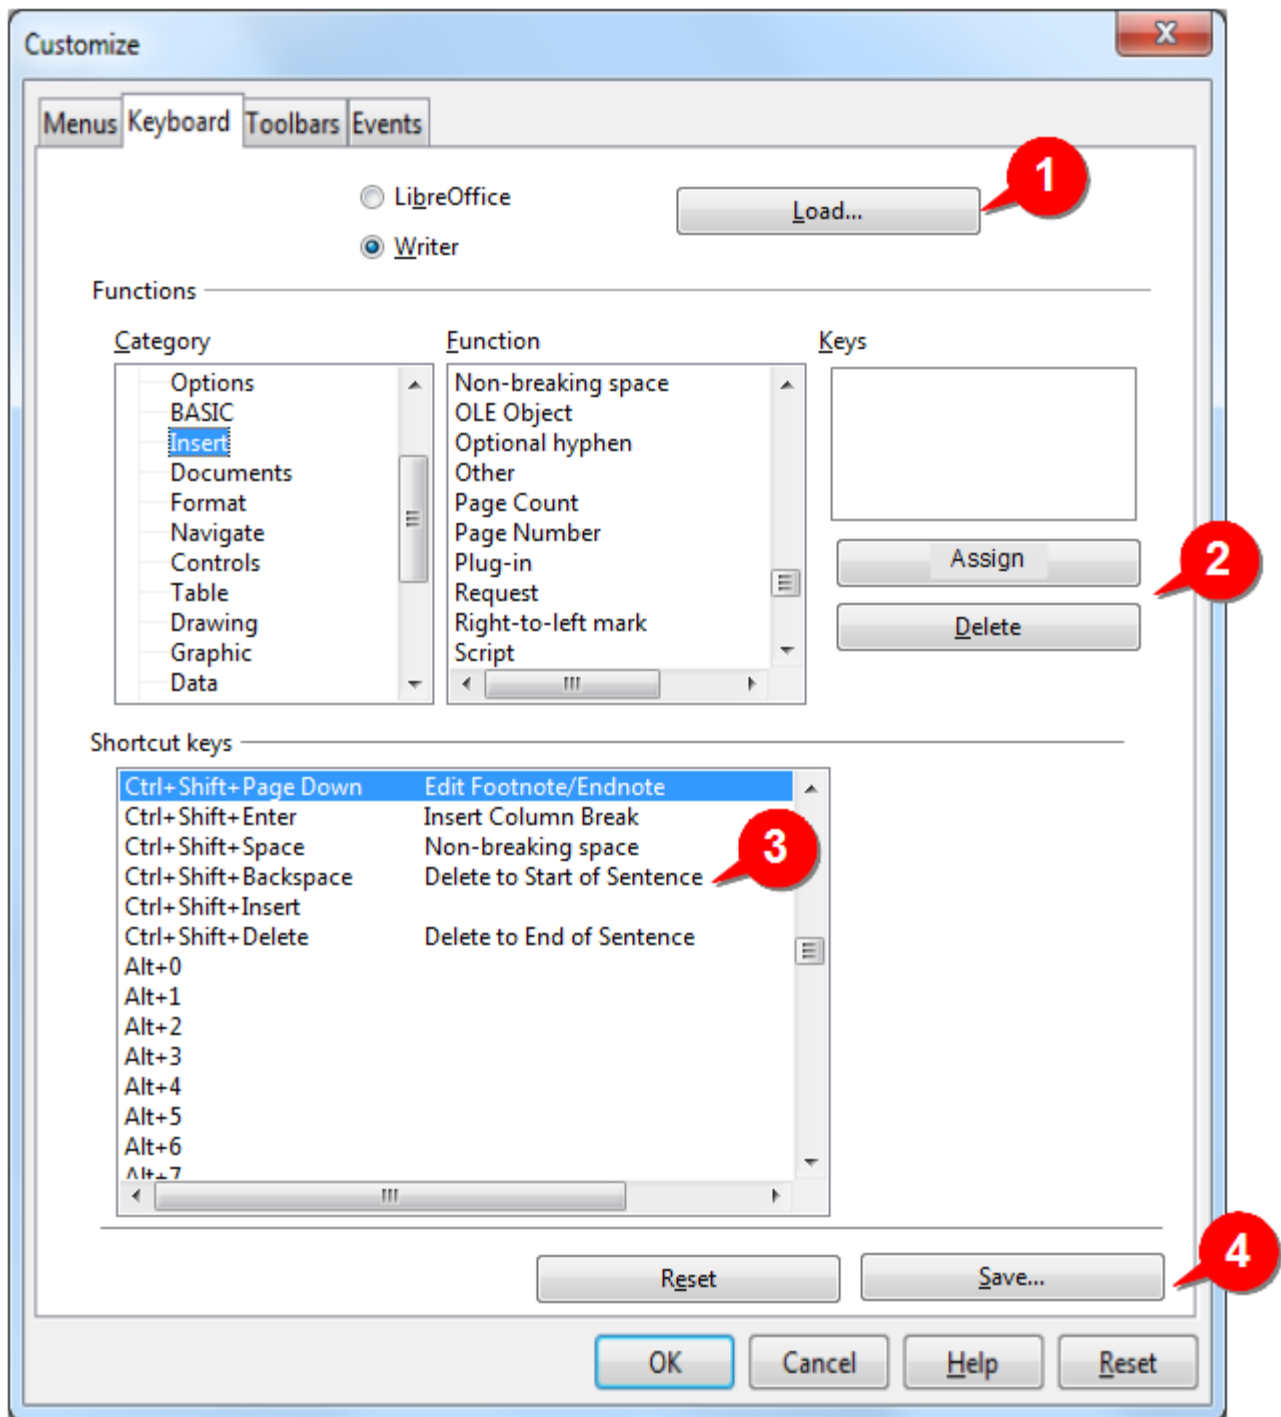 Customize
X
Menus Keyboard Toolbars Events
LibreOffice
Load...
1
Writer
Functions
Category Function Keys
Options
BASIC
Insert
Documents
Format
Navigate
Controls
Table
Drawing
Graphic
Data
Non-breaking space
OLE Object
Optional hyphen
Other
Page Count
Page Number
Plug-in
Request
Right-to-left mark
Script
Assign
2
Delete
Shortcut keys
Ctrl+Shift+Page Down Edit Footnote/Endnote
Ctrl+Shift+Enter Insert Column Break
Ctrl+Shift+Space Non-breaking space
3
Ctrl+Shift+Backspace Delete to Start of Sentence
Ctrl+Shift+Insert
Ctrl+Shift+Delete Delete to End of Sentence
Alt+0
Alt+1
Alt+2
Alt+3
Alt+4
Alt+5
Alt+6
Alt+7
Reset Save...
4
OK Cancel Help Reset